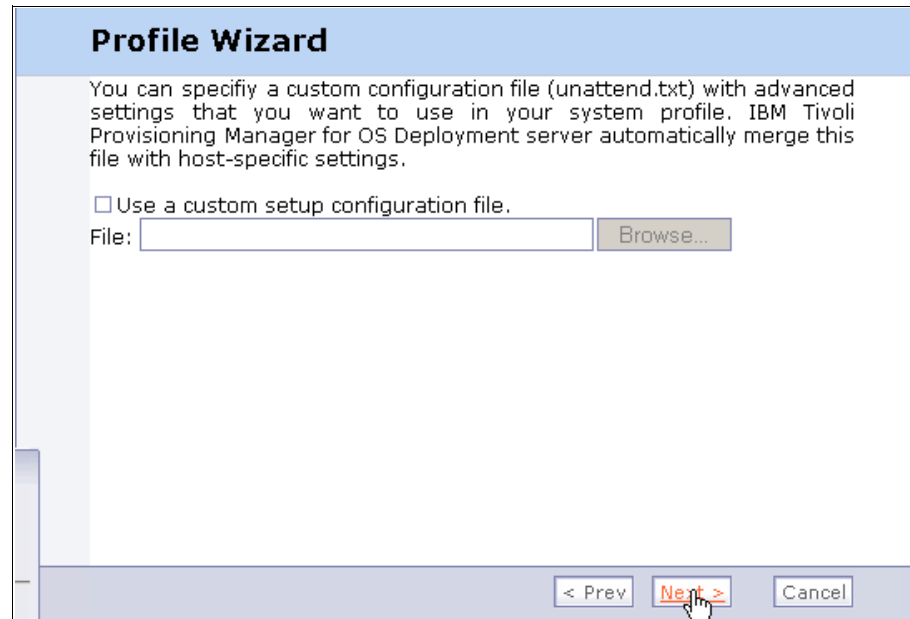 Profile Wizard
You can specifiy a custom configuration file (unattend.txt) with advanced
settings that you want to use in your system profile. IBM Tivoli
Provisioning Manager for OS Deployment server automatically merge this
file with host-specific settings.
Use a custom setup configuration file.
File: Browse...
< Prev Next > Cancel